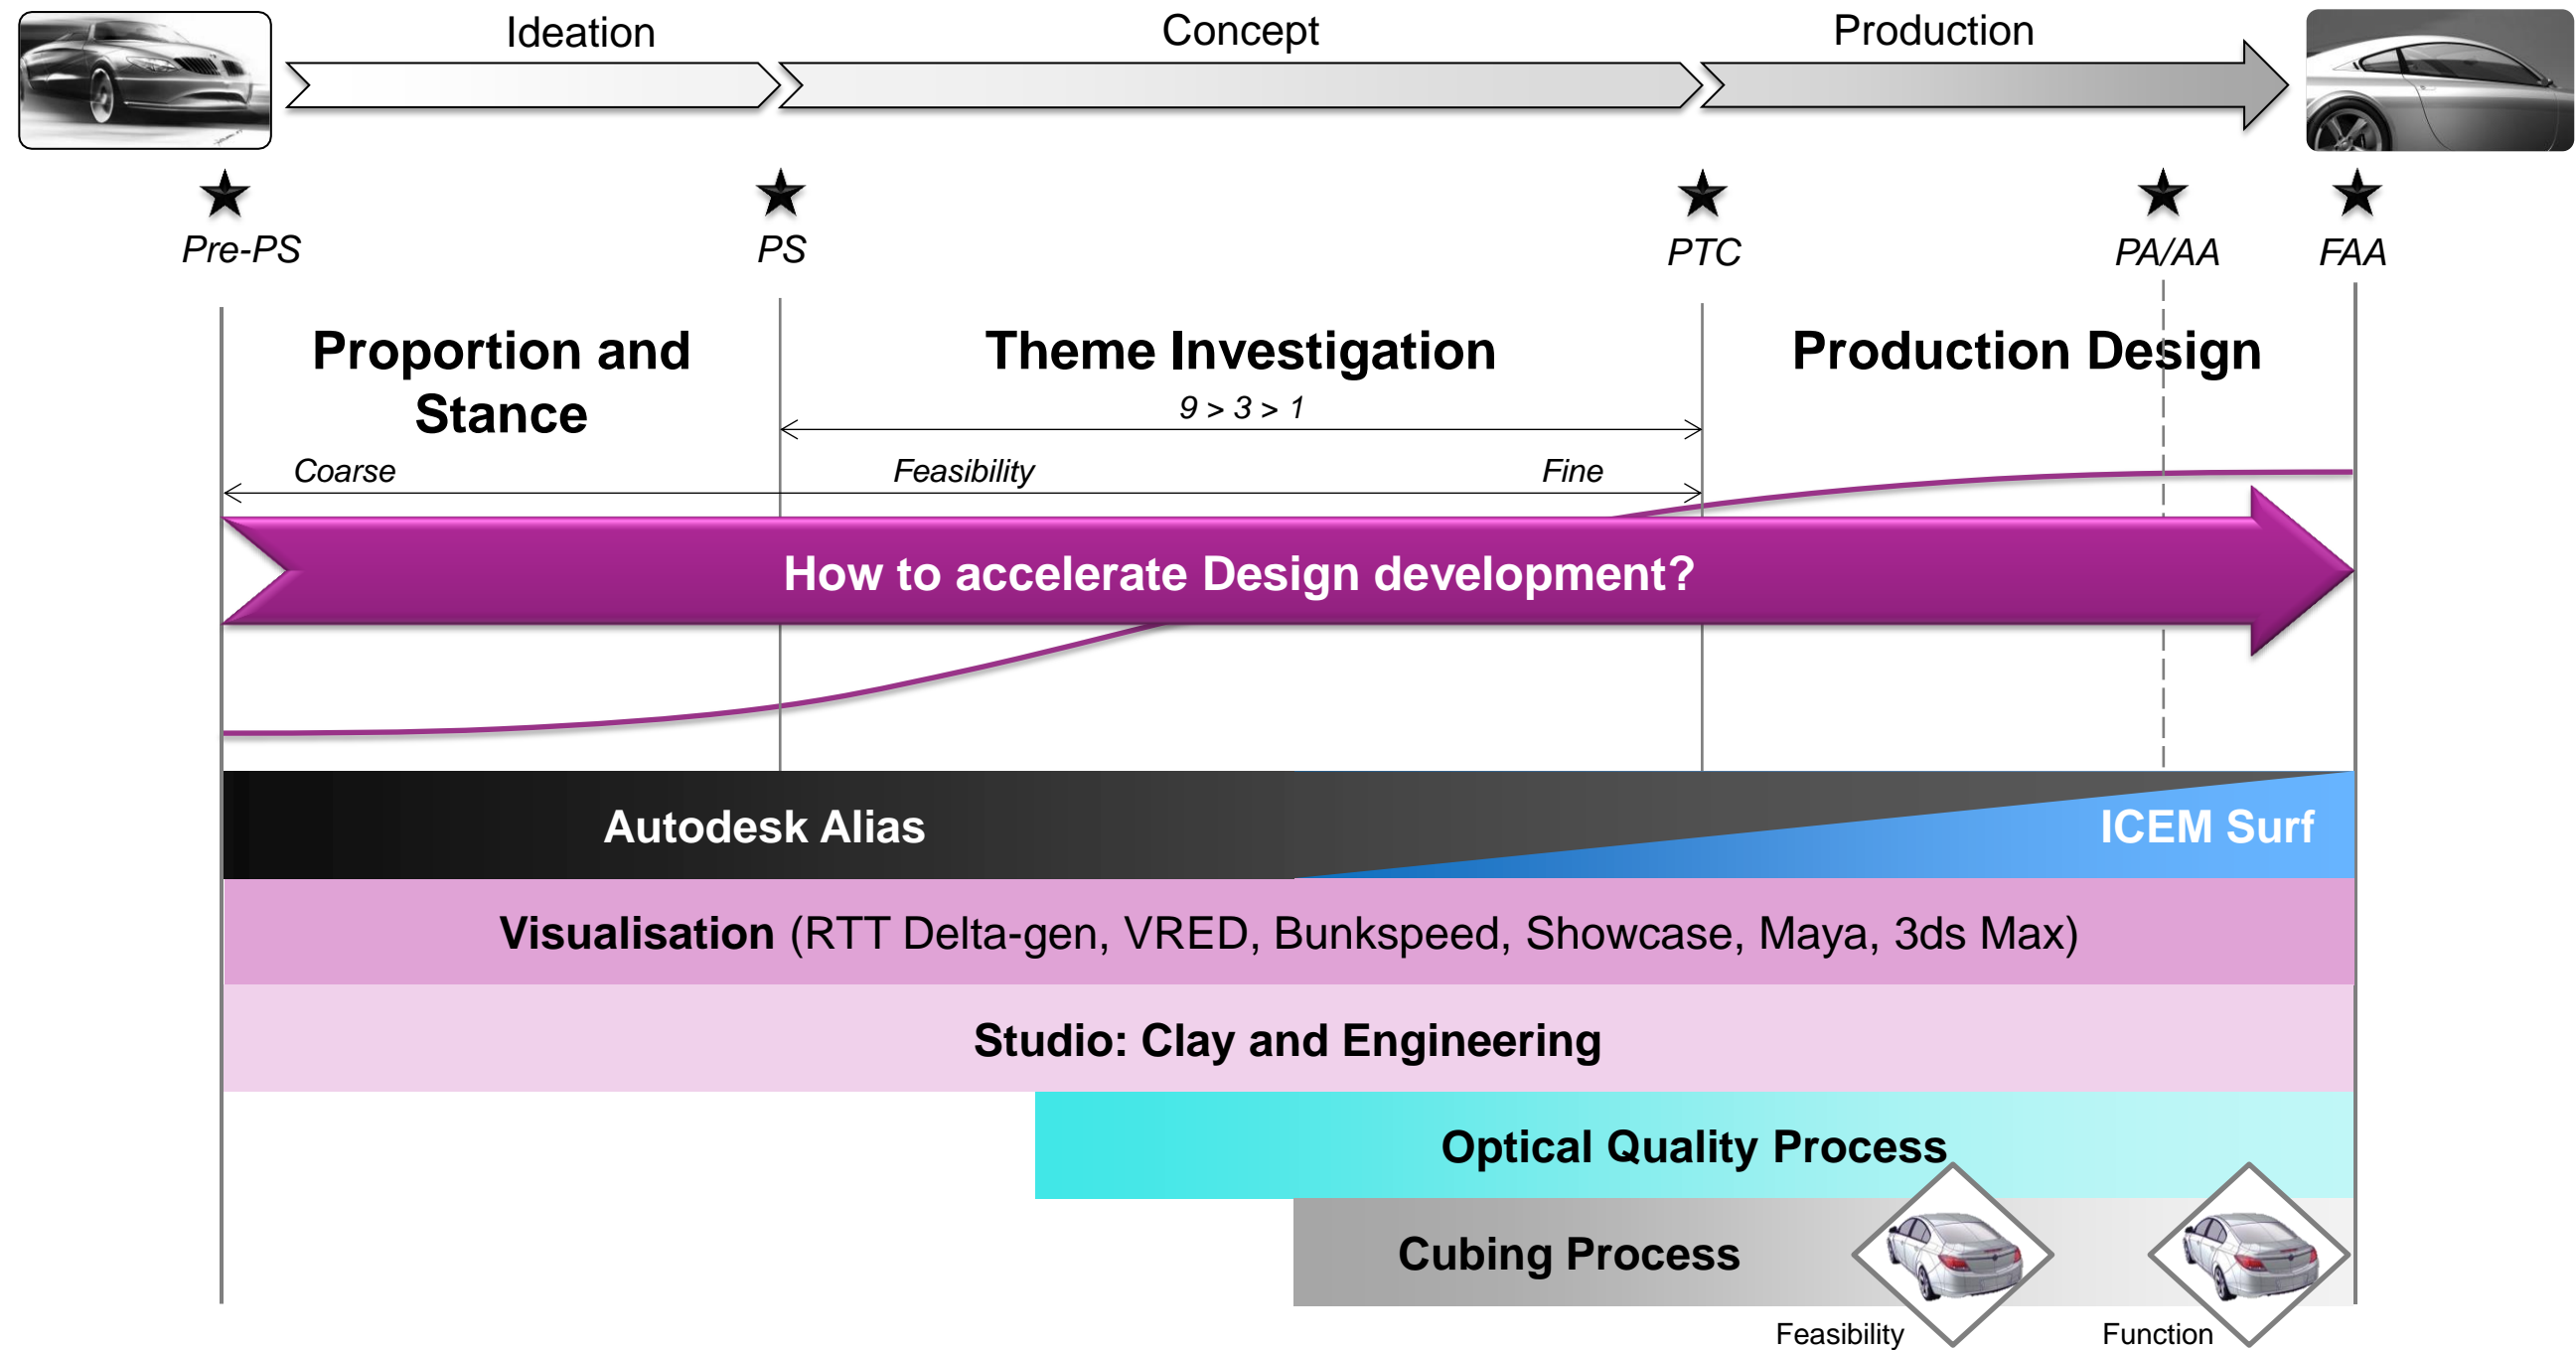 Ideation
Concept
Production
Pre-PS
PS
PTC
PA/AA
FAA
Proportion and
Stance
Theme Investigation
9 > 3 > 1
Production Design
Coarse
Feasibility
Fine
How to accelerate Design development?
Autodesk Alias
ICEM Surf
Visualisation (RTT Delta-gen, VRED, Bunkspeed, Showcase, Maya, 3ds Max)
Studio: Clay and Engineering
Optical Quality Process
Cubing Process
Feasibility
Function